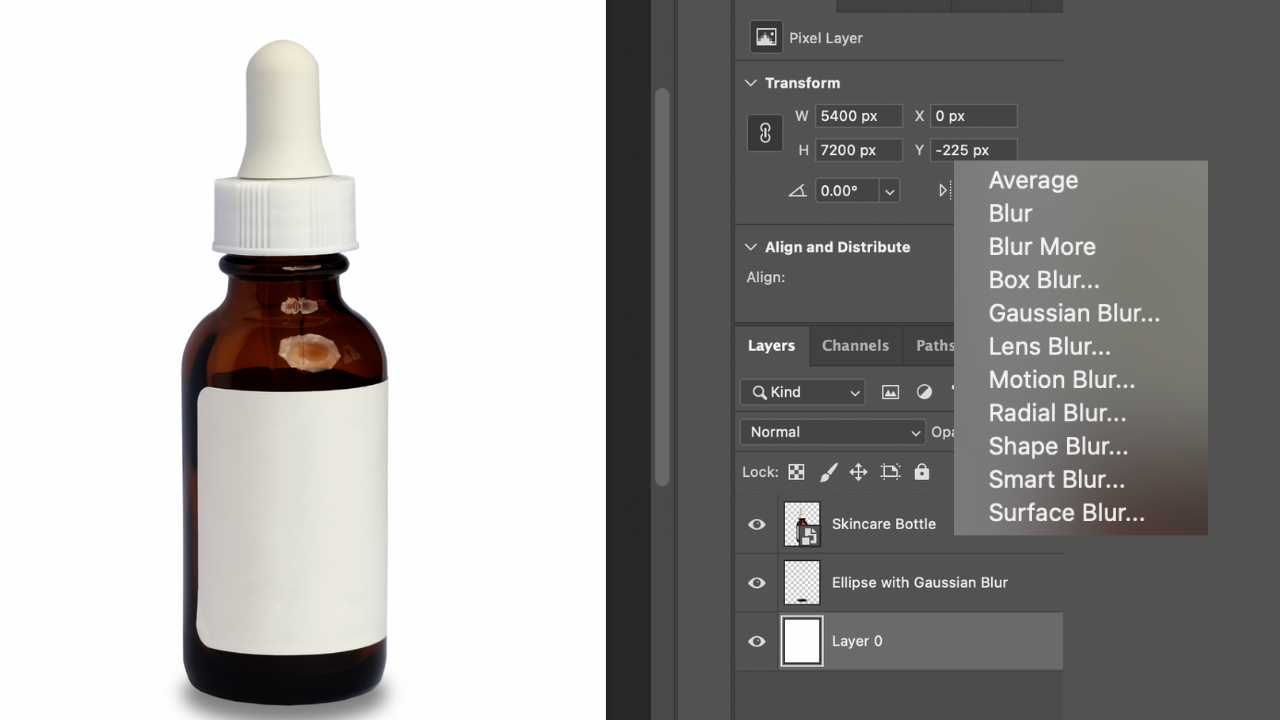 Pixel Layer
Transform
W 5400 px X 0 px
H 7200 px Y -225 px
0.00°
Align and Distribute
Align:
Layers Channels Paths
Kind
Normal Opa
Lock:
Skincare Bottle
Ellipse with Gaussian Blur
Layer 0
Average
Blur
Blur More
Box Blur...
Gaussian Blur...
Lens Blur...
Motion Blur...
Radial Blur...
Shape Blur...
Smart Blur...
Surface Blur...